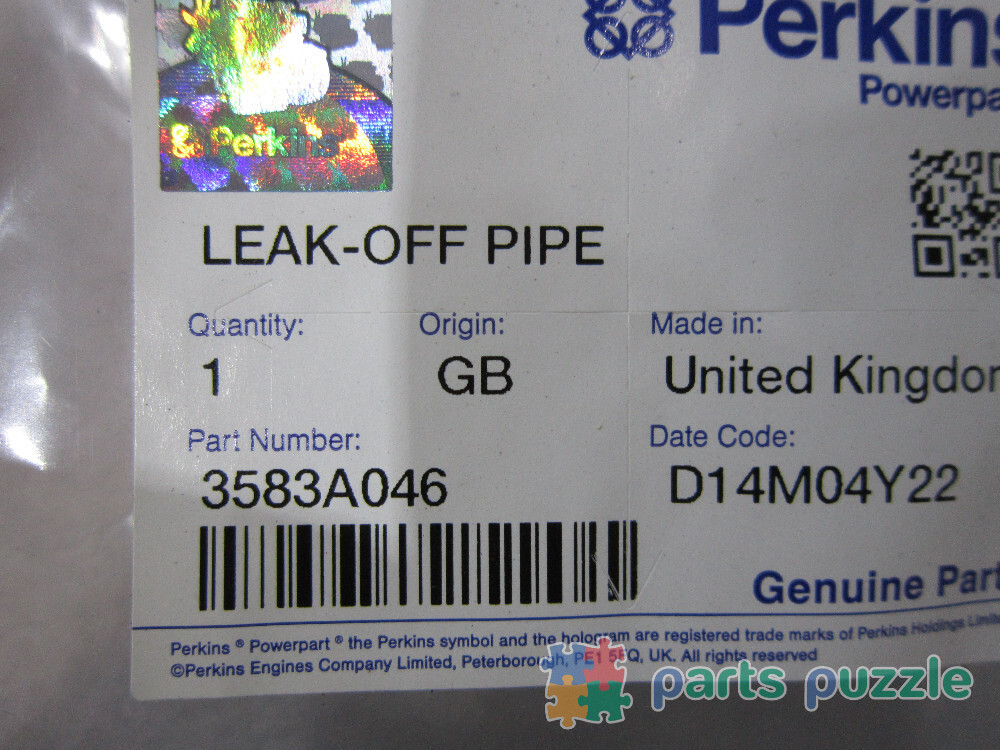 Perkins
Powerpa
& Perkins
LEAK-OFF PIPE
Quantity: Origin: Made in:
1 GB United Kingdom
Part Number: Date Code:
3583A046 D14M04Y22
Genuine Part
Perkins ® Powerpart ® the Perkins symbol and the hologram are registered trade marks of Perkins Holdings Limite
©Perkins Engines Company Limited, Peterborough, PE1 5FQ, UK. All rights reserved
parts puzzle